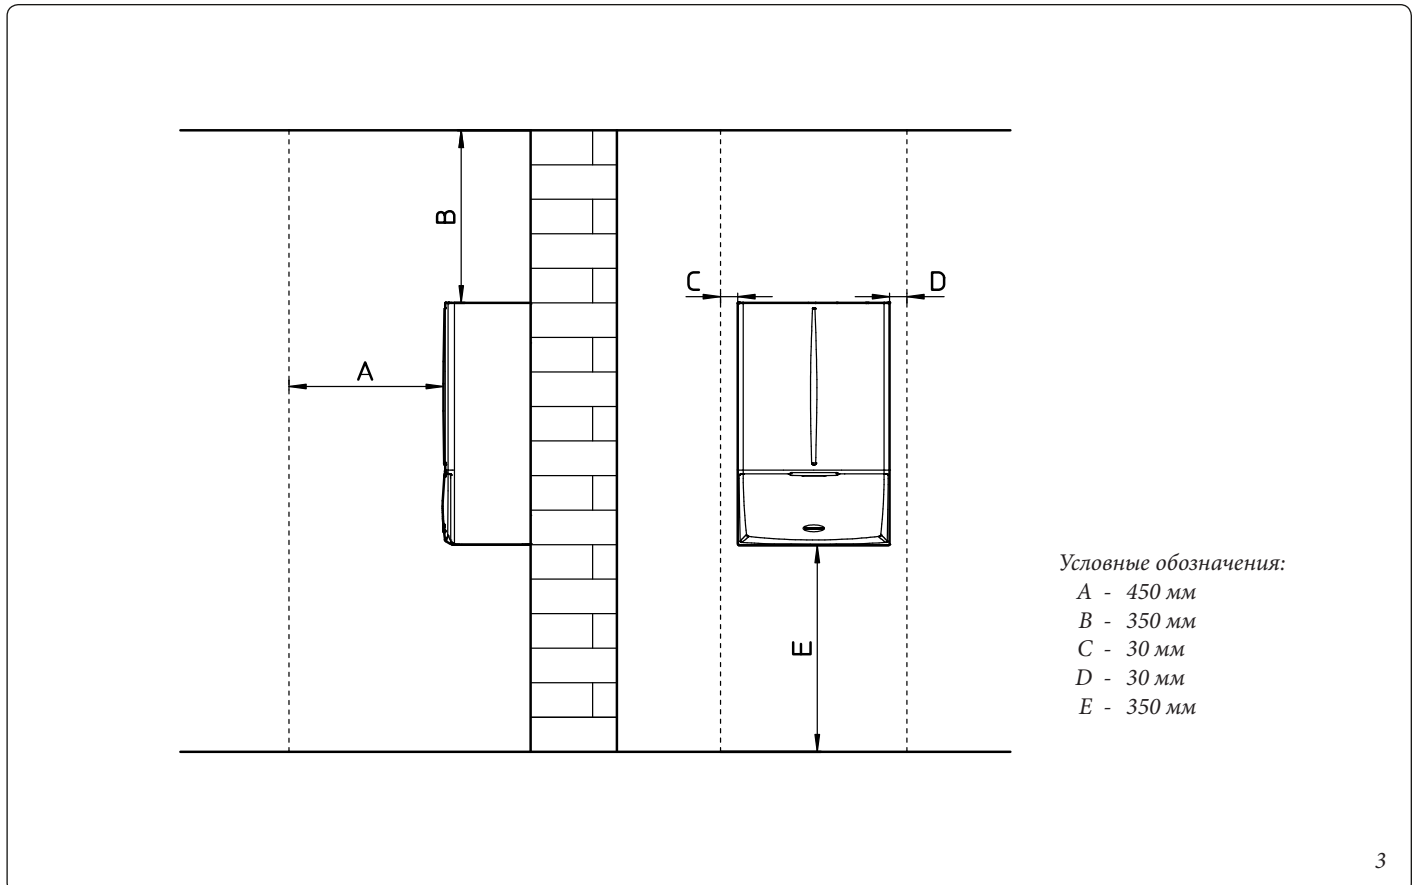 B
C
D
A
E
Условные обозначения:
A - 450 мм
B - 350 мм
C - 30 мм
D - 30 мм
E - 350 мм
3